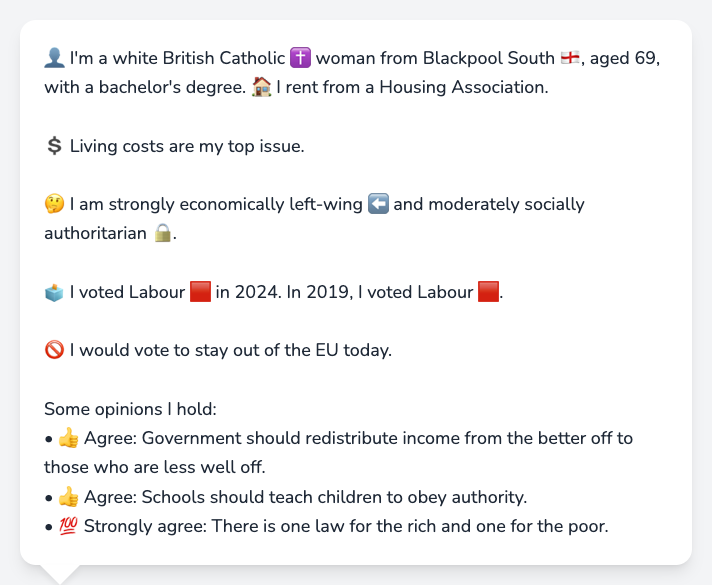 👤 I'm a white British Catholic ✝️ woman from Blackpool South 🏴󠁧󠁢󠁥󠁮󠁧󠁿, aged 69,
with a bachelor's degree. 🏠 I rent from a Housing Association.
💲 Living costs are my top issue.
🤔 I am strongly economically left-wing ⬅️ and moderately socially
authoritarian 🔒.
🗳️ I voted Labour 🟥 in 2024. In 2019, I voted Labour 🟥.
🚫 I would vote to stay out of the EU today.
Some opinions I hold:
• 👍 Agree: Government should redistribute income from the better off to
those who are less well off.
• 👍 Agree: Schools should teach children to obey authority.
• 💯 Strongly agree: There is one law for the rich and one for the poor.